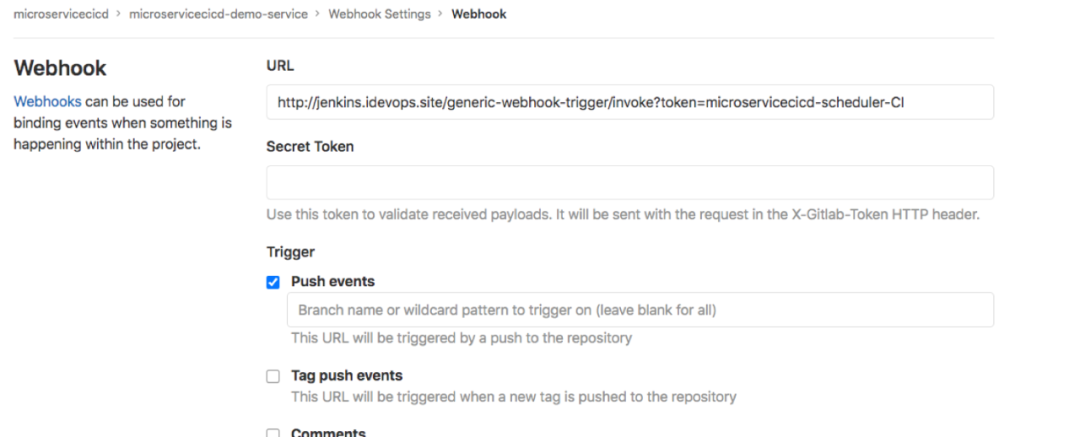 microservicecicd > microservicecicd-demo-service > Webhook Settings > Webhook
Webhook
Webhooks can be used for
binding events when something is
happening within the project.
URL
http://jenkins.idevops.site/generic-webhook-trigger/invoke?token=microservicecicd-scheduler-CI
Secret Token
Use this token to validate received payloads. It will be sent with the request in the X-Gitlab-Token HTTP header.
Trigger
Push events
Branch name or wildcard pattern to trigger on (leave blank for all)
This URL will be triggered by a push to the repository
Tag push events
This URL will be triggered when a new tag is pushed to the repository
Comments